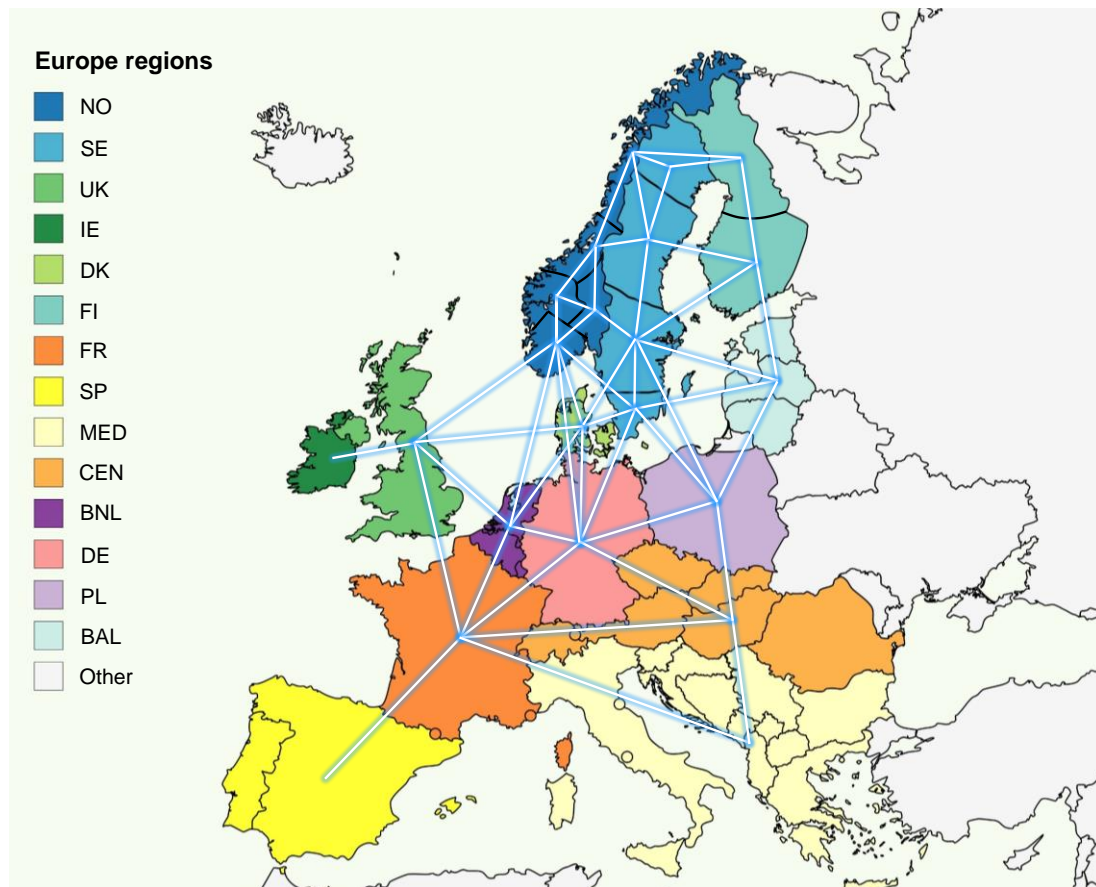 Europe regions
NO
SE
UK
IE
DK
FI
FR
SP
MED
CEN
BNL
DE
PL
BAL
Other